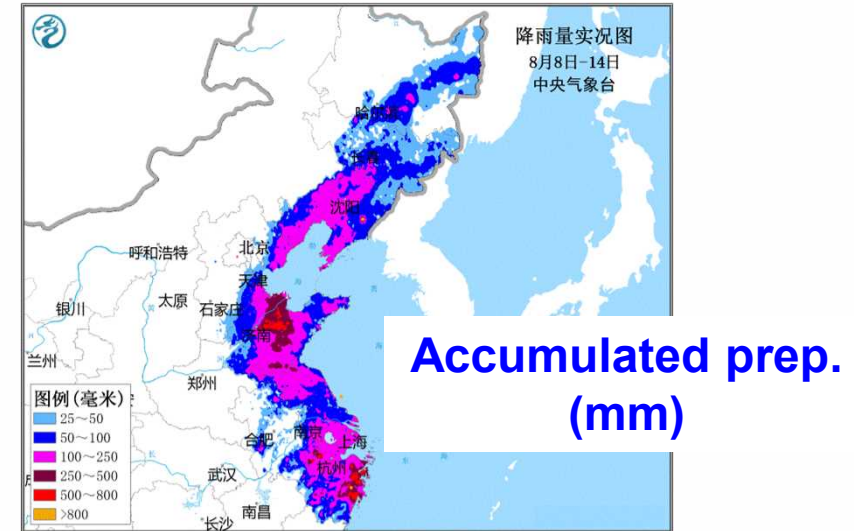 降雨量实况图
8月8日-14日
中央气象台
哈尔滨
长春
沈阳
北京
呼和浩特
天津
银川
太原
石家庄
济南
兰州
郑州
Accumulated prep.
(mm)
图例(毫米)
25～50
50～100
100～250
250～500
500～800
>800
合肥
南京
上海
杭州
武汉
南昌
长沙